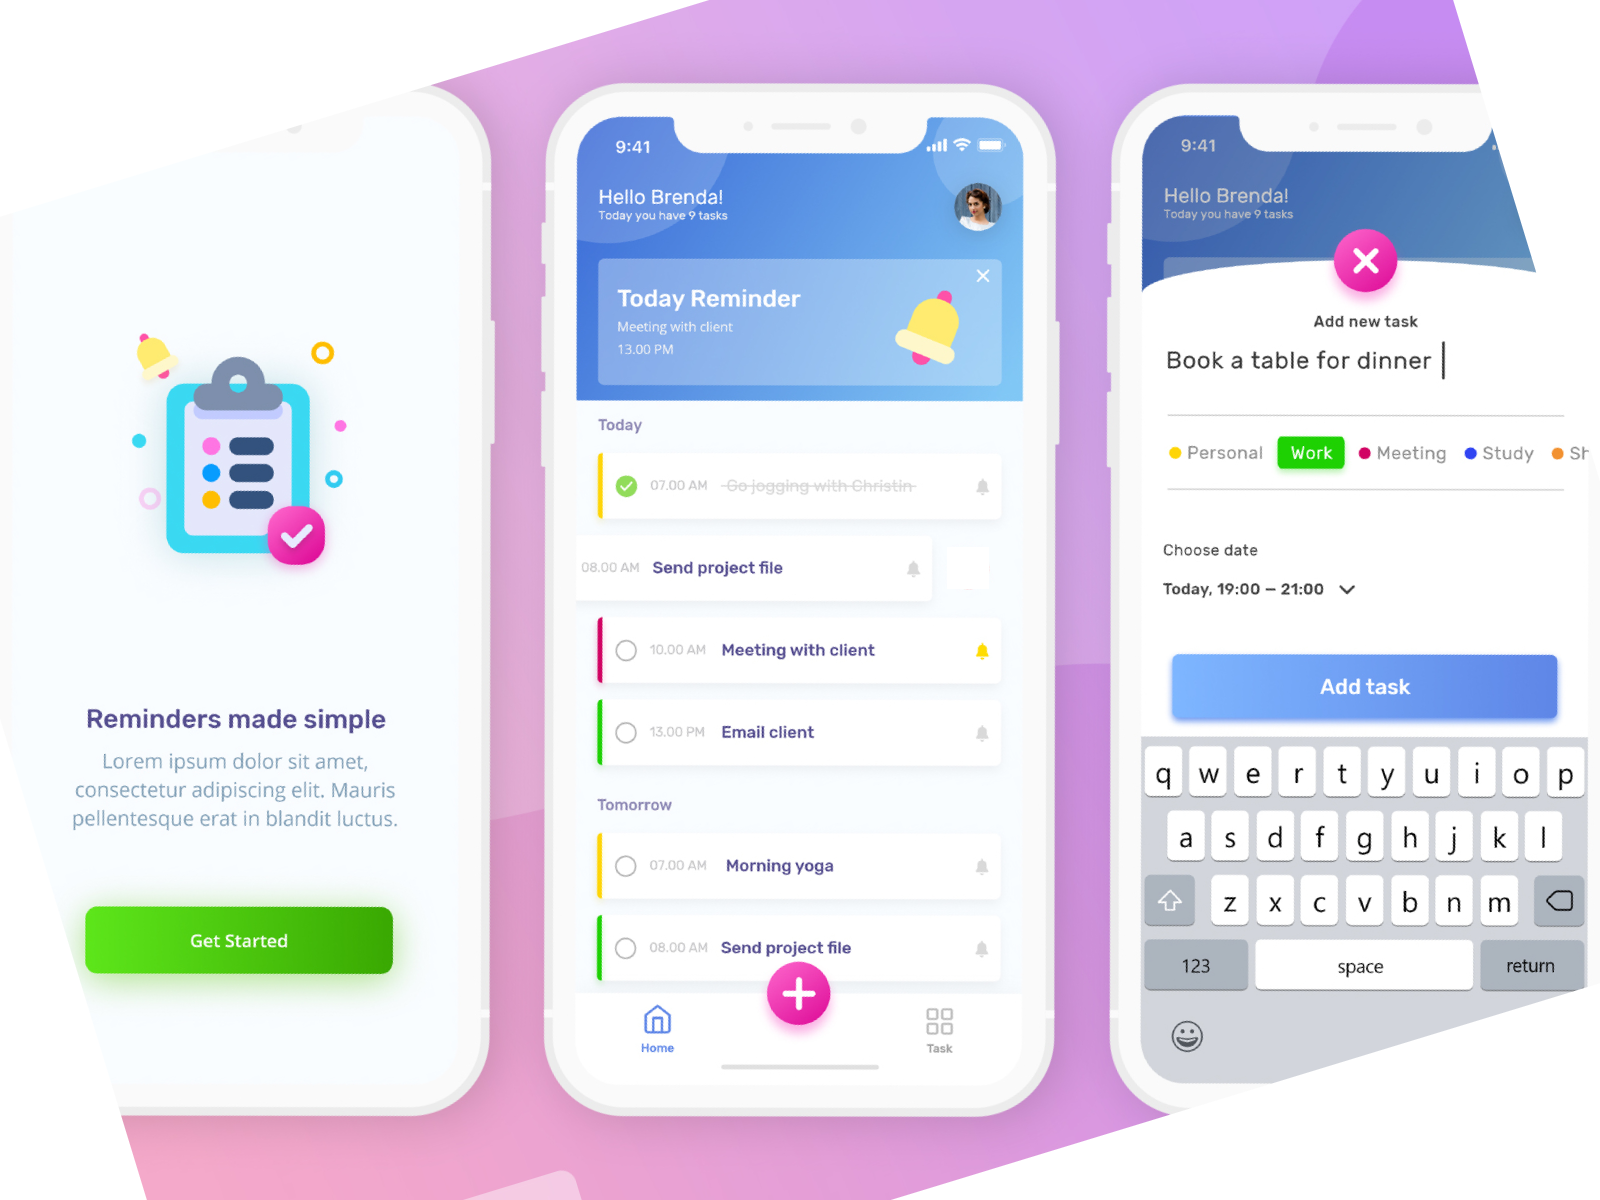 Reminders made simple
Lorem ipsum dolor sit amet,
consectetur adipiscing elit. Mauris
pellentesque erat in blandit luctus.
Get Started
9:41
Hello Brenda!
Today you have 9 tasks
Today Reminder
Meeting with client
13.00 PM
Today
07.00 AM Go jogging with Christin
08.00 AM Send project file
10.00 AM Meeting with client
13.00 PM Email client
Tomorrow
07.00 AM Morning yoga
08.00 AM Send project file
Home
Task
9:41
Hello Brenda!
Today you have 9 tasks
Add new task
Book a table for dinner
Personal Work Meeting Study Sh
Choose date
Today, 19:00 – 21:00
Add task
q w e r t y u i o p
a s d f g h j k l
z x c v b n m
123 space return